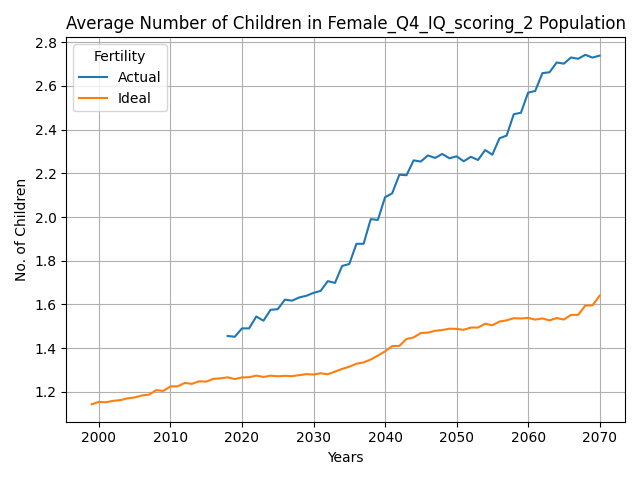 Average Number of Children in Female_Q4_IQ_scoring_2 Population
Fertility
Actual
Ideal
No. of Children
2.8
2.6
2.4
2.2
2.0
1.8
1.6
1.4
1.2
2000 2010 2020 2030 2040 2050 2060 2070
Years